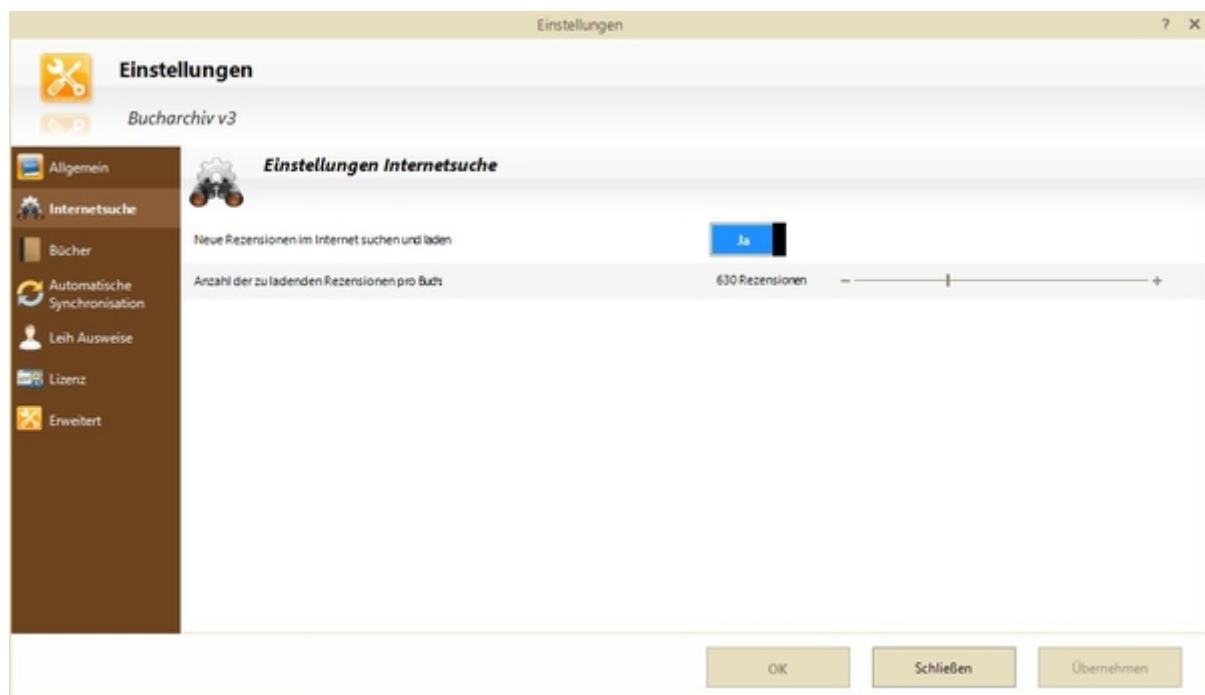 Einstellungen
? ×
Einstellungen
Bucharchiv v3
Allgemein
Internetsuche
Bücher
Automatische
Synchronisation
Leih Ausweise
Lizenz
Erweitert
Einstellungen Internetsuche
Neue Rezensionen im Internet suchen und laden
Ja
Anzahl der zu ladenden Rezensionen pro Buch:
630 Rezensionen
− +
OK
Schließen
Übernehmen